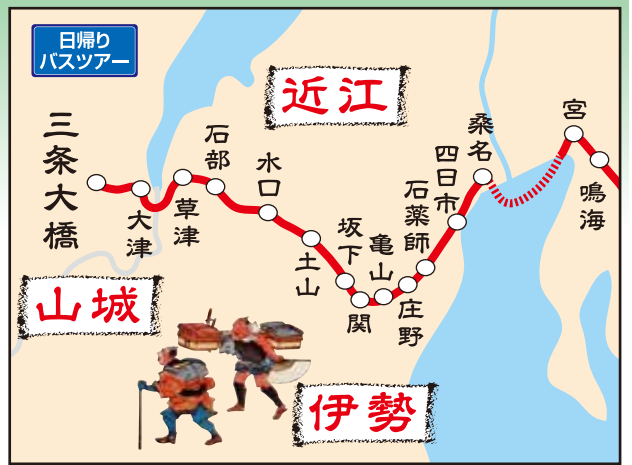 日帰り
バスツアー
近江
山城
伊勢
三条大橋
大津
草津
石部
水口
土山
坂下
関
亀山
庄野
石薬師
四日市
桑名
宮
鳴海